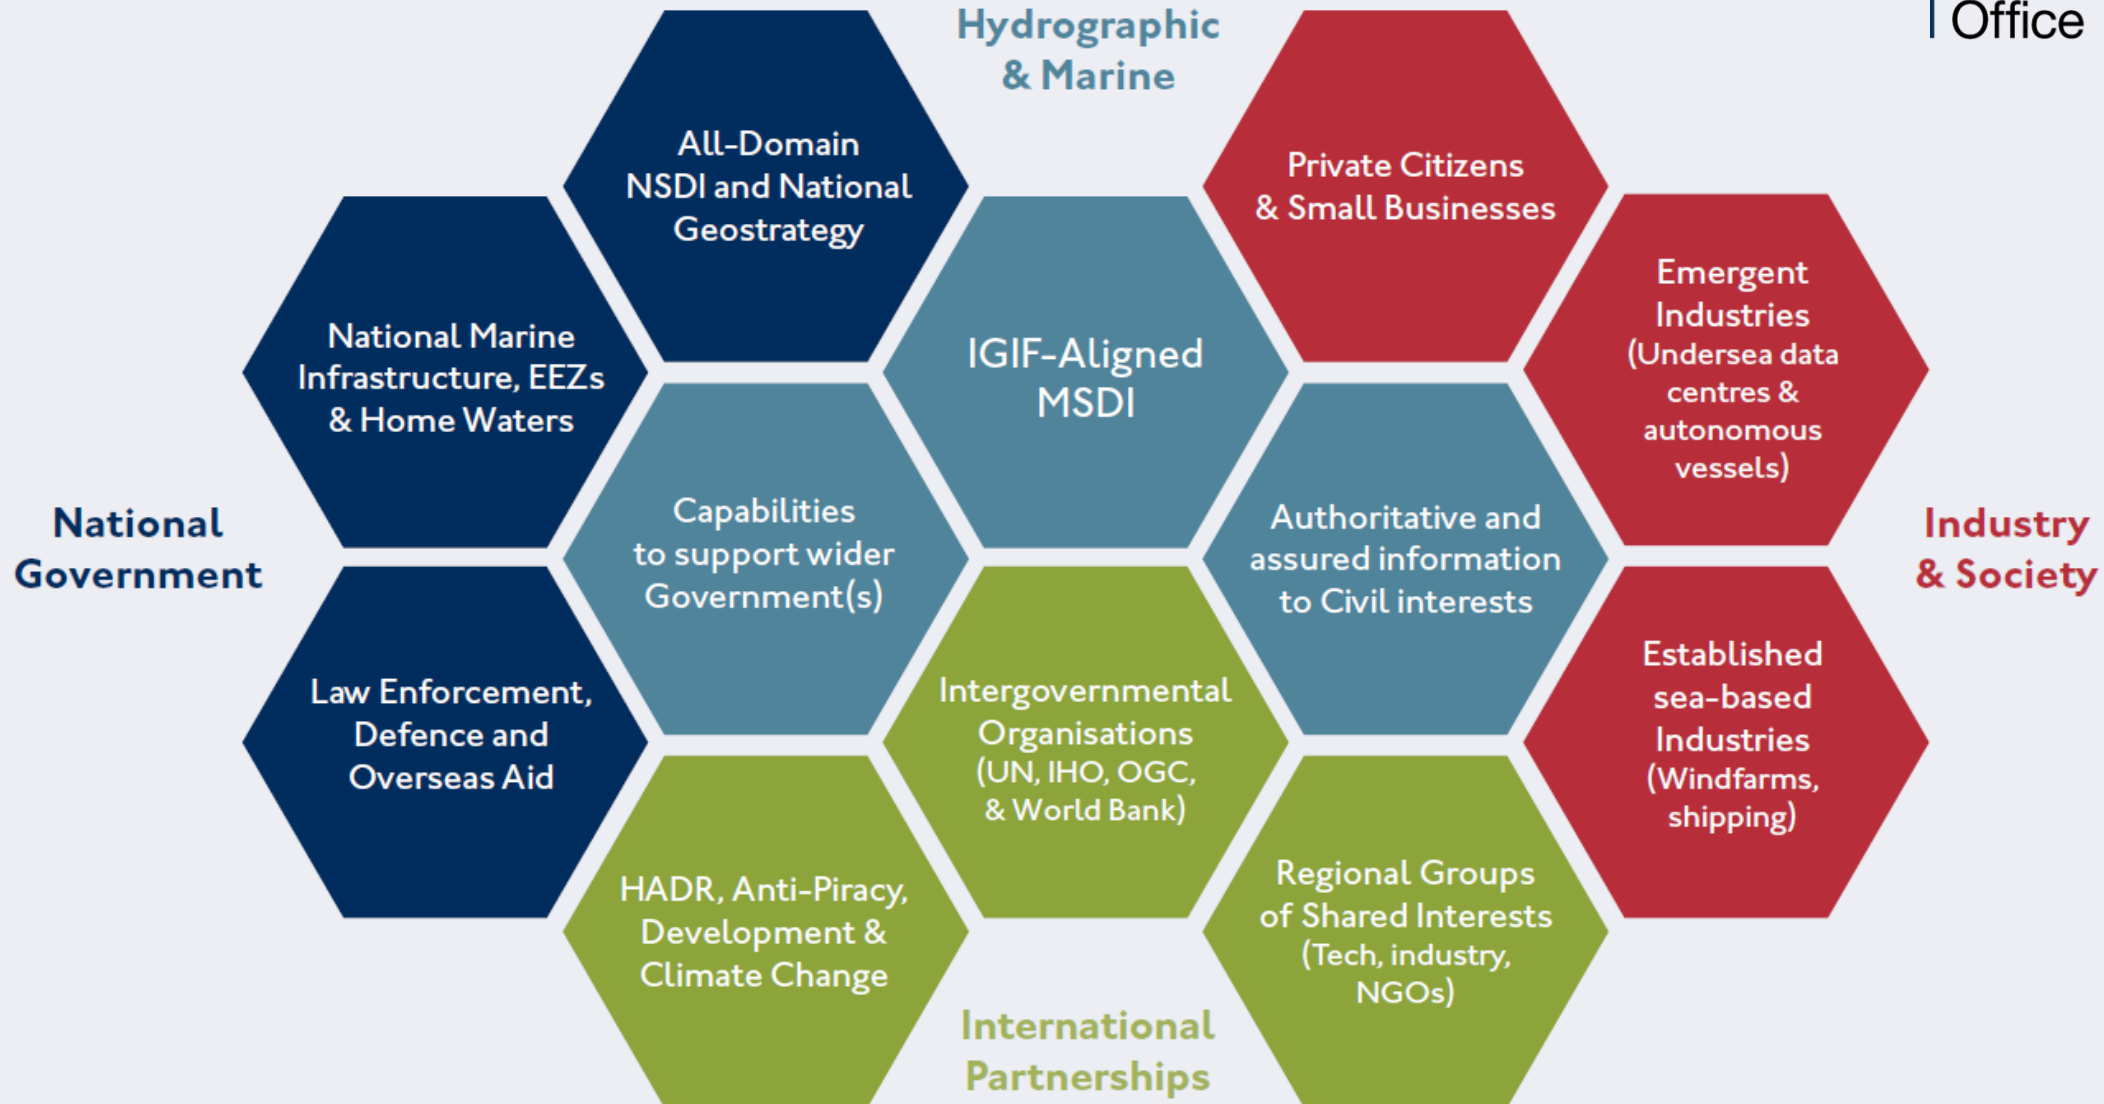 Office
Hydrographic
& Marine
All-Domain
NSDI and National
Geostrategy
Private Citizens
& Small Businesses
National Marine
Infrastructure, EEZs
& Home Waters
IGIF-Aligned
MSDI
Emergent
Industries
(Undersea data
centres &
autonomous
vessels)
National
Government
Capabilities
to support wider
Government(s)
Authoritative and
assured information
to Civil interests
Industry
& Society
Law Enforcement,
Defence and
Overseas Aid
Intergovernmental
Organisations
(UN, IHO, OGC,
& World Bank)
Established
sea-based
Industries
(Windfarms,
shipping)
HADR, Anti-Piracy,
Development &
Climate Change
Regional Groups
of Shared Interests
(Tech, industry,
NGOs)
International
Partnerships